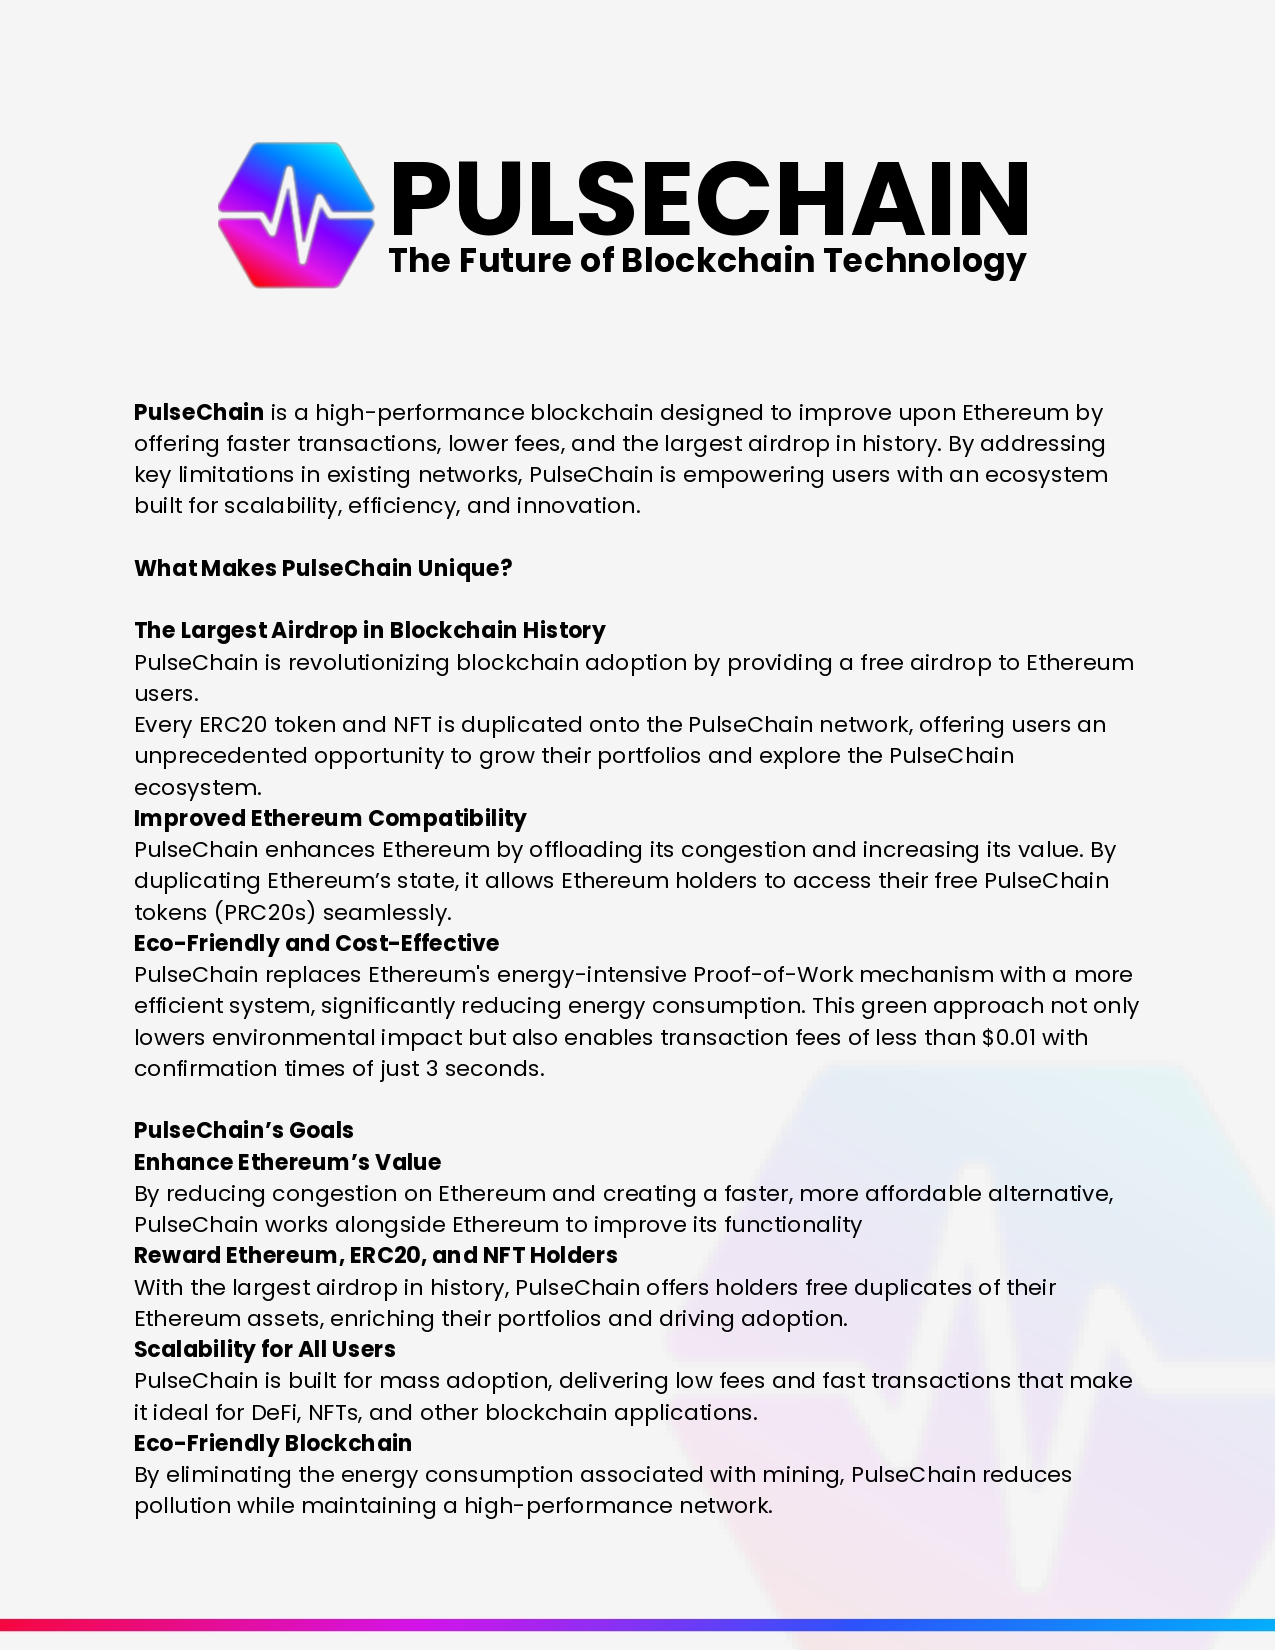 PULSECHAIN
The Future of Blockchain Technology
PulseChain is a high-performance blockchain designed to improve upon Ethereum by
offering faster transactions, lower fees, and the largest airdrop in history. By addressing
key limitations in existing networks, PulseChain is empowering users with an ecosystem
built for scalability, efficiency, and innovation.
What Makes PulseChain Unique?
The Largest Airdrop in Blockchain History
PulseChain is revolutionizing blockchain adoption by providing a free airdrop to Ethereum
users.
Every ERC20 token and NFT is duplicated onto the PulseChain network, offering users an
unprecedented opportunity to grow their portfolios and explore the PulseChain
ecosystem.
Improved Ethereum Compatibility
PulseChain enhances Ethereum by offloading its congestion and increasing its value. By
duplicating Ethereum’s state, it allows Ethereum holders to access their free PulseChain
tokens (PRC20s) seamlessly.
Eco-Friendly and Cost-Effective
PulseChain replaces Ethereum's energy-intensive Proof-of-Work mechanism with a more
efficient system, significantly reducing energy consumption. This green approach not only
lowers environmental impact but also enables transaction fees of less than $0.01 with
confirmation times of just 3 seconds.
PulseChain’s Goals
Enhance Ethereum’s Value
By reducing congestion on Ethereum and creating a faster, more affordable alternative,
PulseChain works alongside Ethereum to improve its functionality
Reward Ethereum, ERC20, and NFT Holders
With the largest airdrop in history, PulseChain offers holders free duplicates of their
Ethereum assets, enriching their portfolios and driving adoption.
Scalability for All Users
PulseChain is built for mass adoption, delivering low fees and fast transactions that make
it ideal for DeFi, NFTs, and other blockchain applications.
Eco-Friendly Blockchain
By eliminating the energy consumption associated with mining, PulseChain reduces
pollution while maintaining a high-performance network.